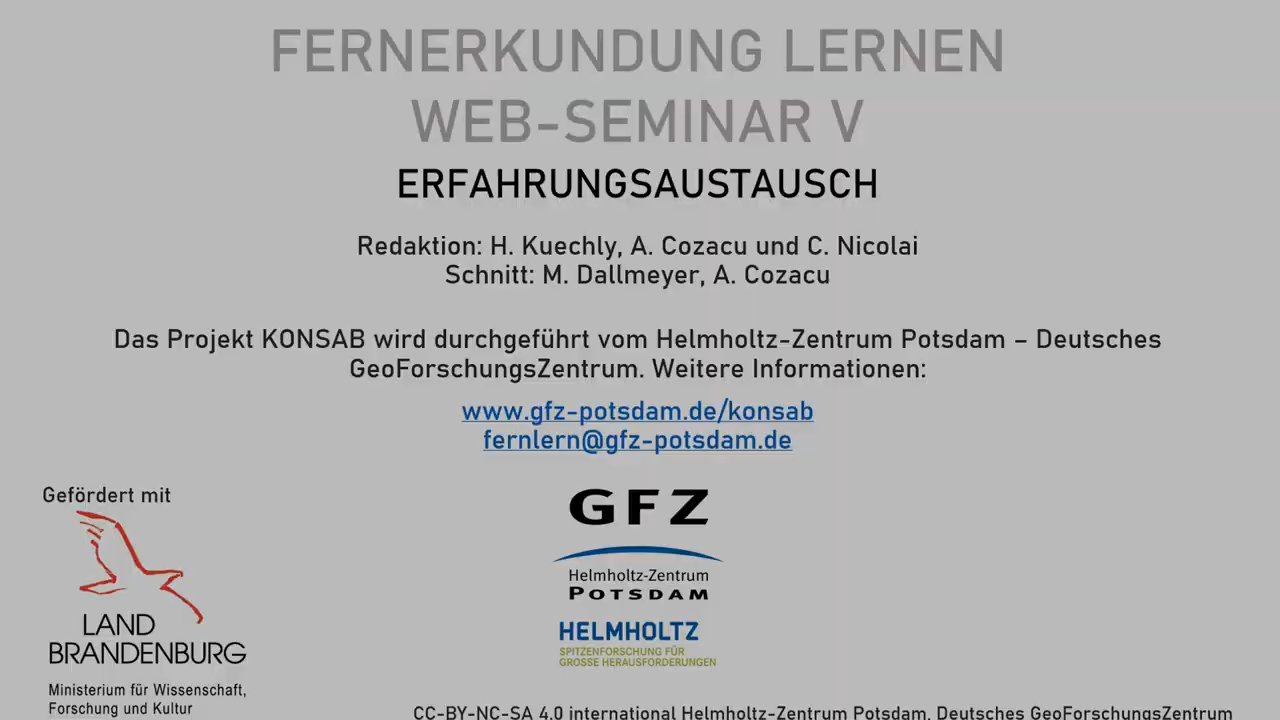 FERNERKUNDUNG LERNEN
WEB-SEMINAR V
ERFAHRUNGSAUSTAUSCH
Redaktion: H. Kuechly, A. Cozacu und C. Nicolai
Schnitt: M. Dallmeyer, A. Cozacu
Das Projekt KONSAB wird durchgeführt vom Helmholtz-Zentrum Potsdam – Deutsches
GeoForschungsZentrum. Weitere Informationen:
www.gfz-potsdam.de/konsab
fernlern@gfz-potsdam.de
Gefördert mit
LAND
BRANDENBURG
Ministerium für Wissenschaft,
Forschung und Kultur
GFZ
Helmholtz-Zentrum
POTSDAM
HELMHOLTZ
SPITZENFORSCHUNG FÜR
GROSSE HERAUSFORDERUNGEN
CC-BY-NC-SA 4.0 international Helmholtz-Zentrum Potsdam, Deutsches GeoForschungsZentrum